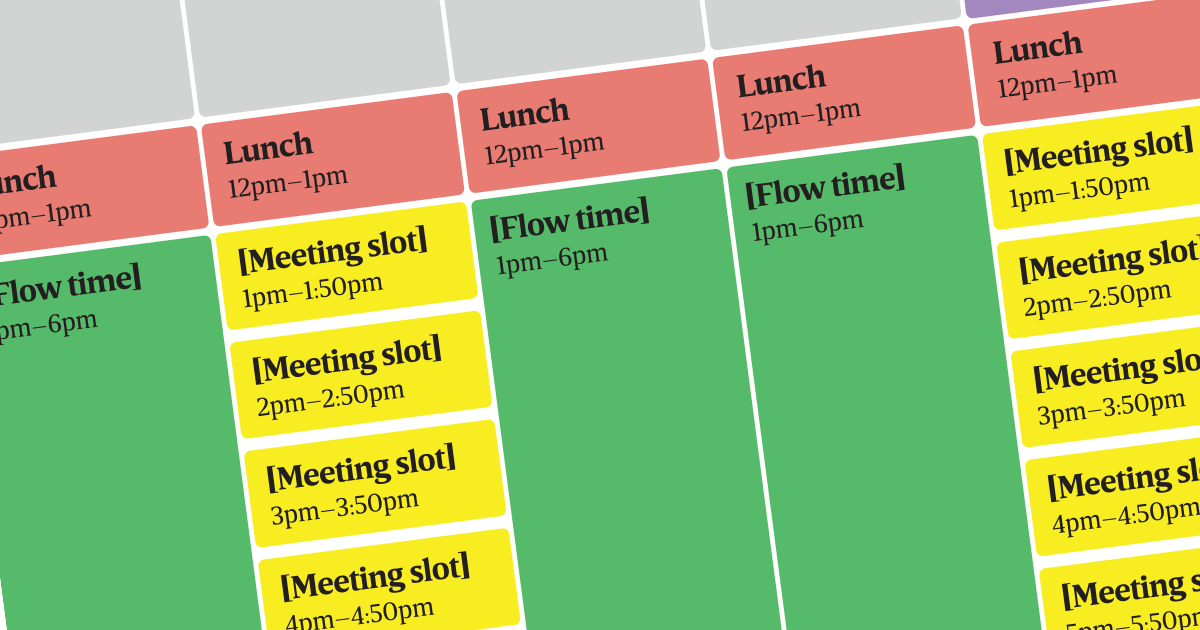 unch
pm–1pm
Flow time]
pm–6pm
Lunch
12pm–1pm
[Meeting slot]
1pm–1:50pm
[Meeting slot]
2pm–2:50pm
[Meeting slot]
3pm–3:50pm
[Meeting slot]
4pm–4:50pm
Lunch
12pm–1pm
[Flow time]
1pm–6pm
Lunch
12pm–1pm
[Flow time]
1pm–6pm
Lunch
12pm–1pm
[Meeting slot]
1pm–1:50pm
[Meeting slot
2pm–2:50pm
[Meeting slo
3pm–3:50pm
[Meeting slo
4pm–4:50pm
[Meeting s
5pm–5:50pm